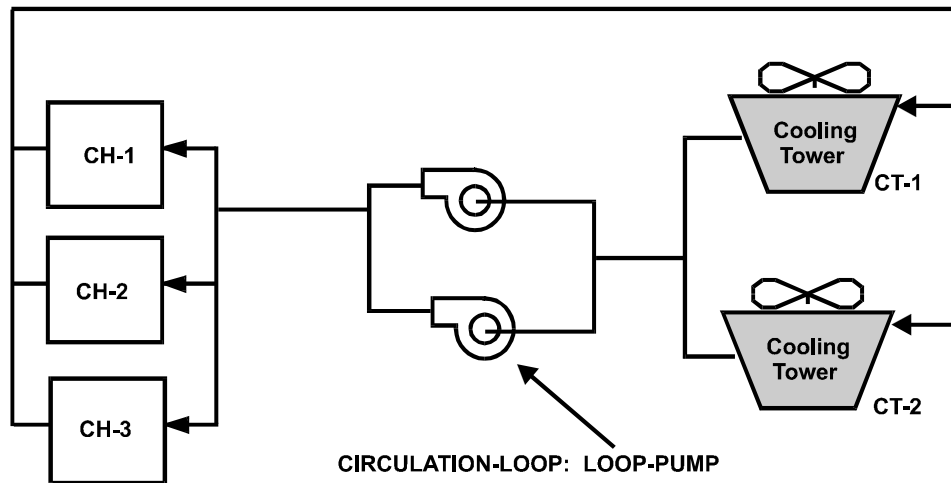 CH-1
CH-2
CH-3
Cooling
Tower
CT-1
Cooling
Tower
CT-2
CIRCULATION-LOOP: LOOP-PUMP